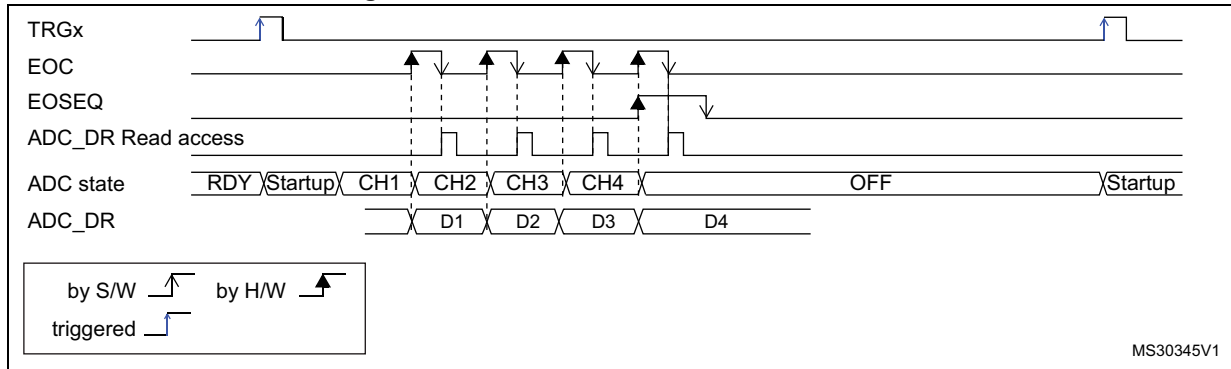 TRGx
EOC
EOSEQ
ADC_DR Read access
ADC state RDY Startup CH1 CH2 CH3 CH4 OFF Startup
ADC_DR D1 D2 D3 D4
by S/W by H/W
triggered
MS30345V1